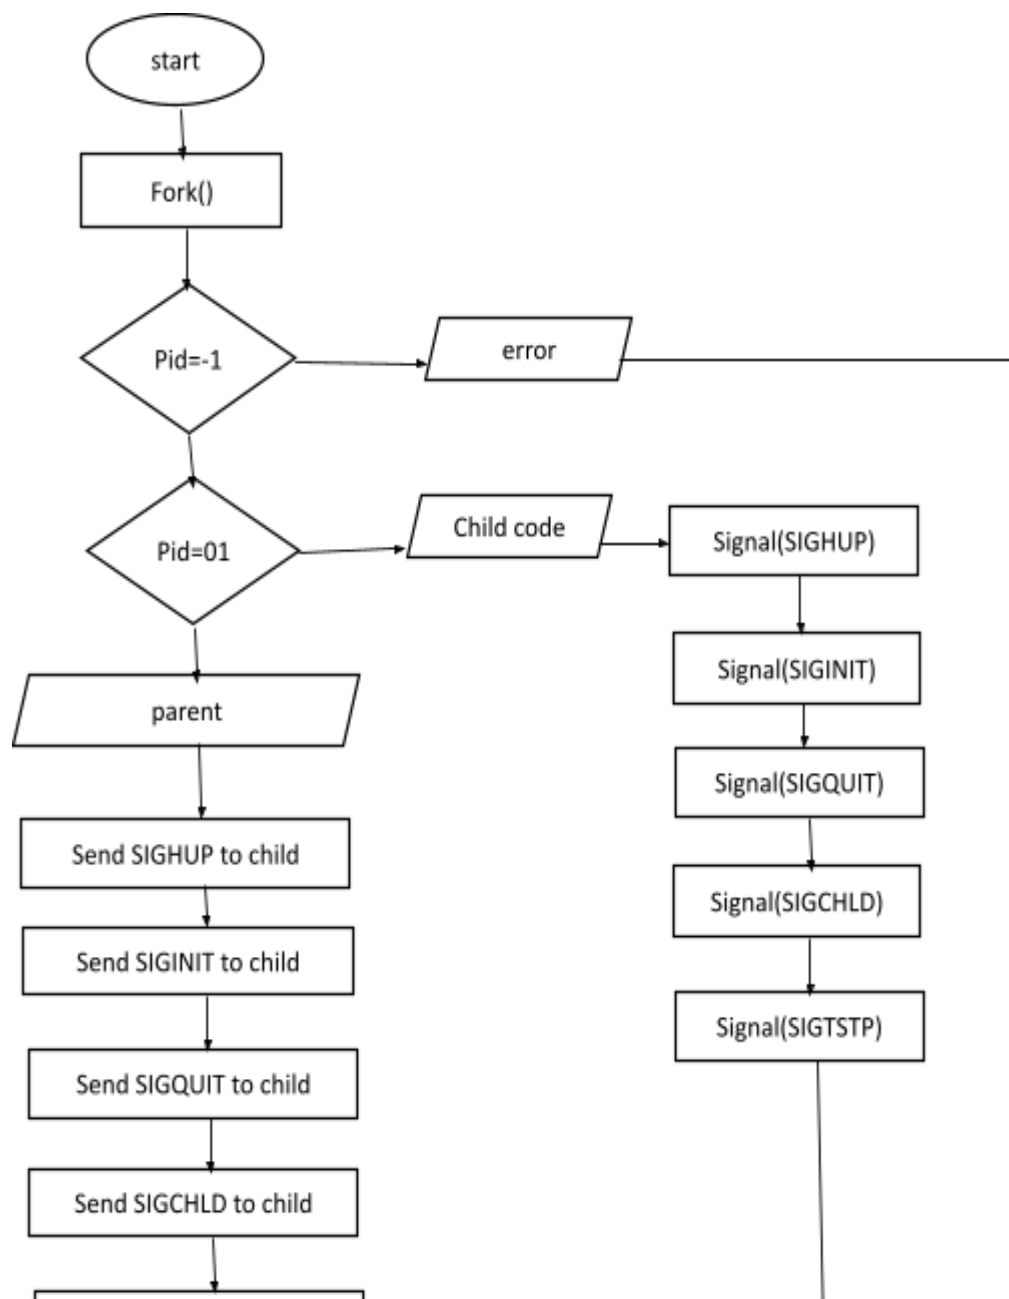 start
Fork()
Pid=-1
error
Pid=01
Child code
Signal(SIGHUP)
Signal(SIGINIT)
Signal(SIGQUIT)
Signal(SIGCHLD)
Signal(SIGTSTP)
parent
Send SIGHUP to child
Send SIGINIT to child
Send SIGQUIT to child
Send SIGCHLD to child